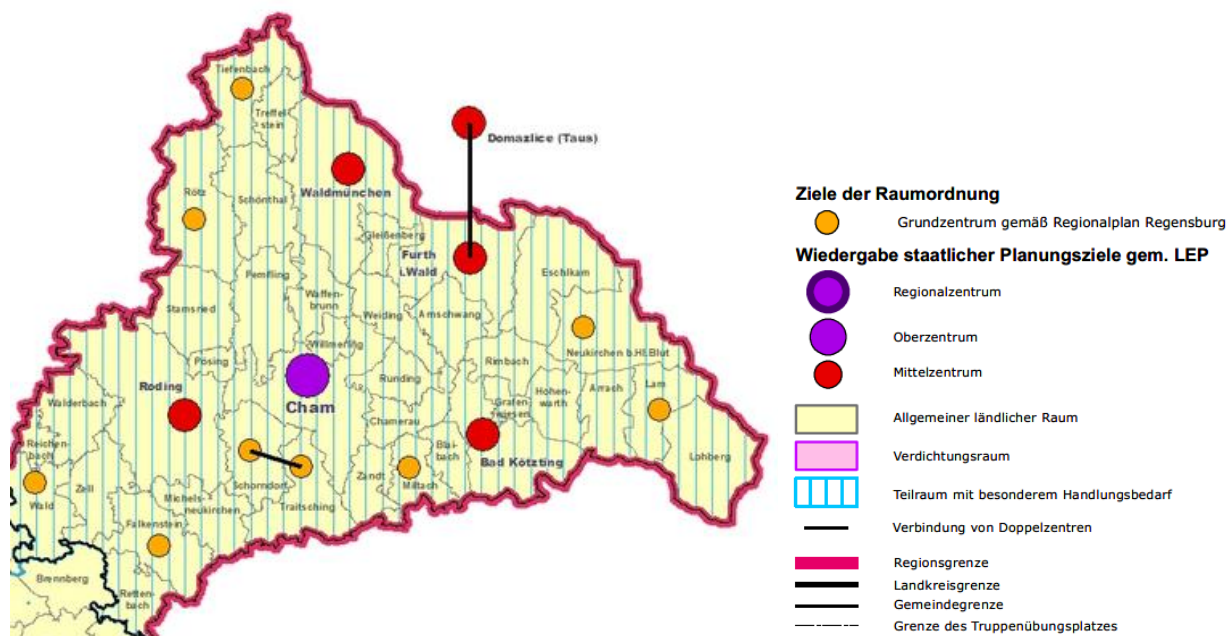 Tiefenbach
Treffel-
stein
Domazlice (Taus)
Waldmünchen
Rötz
Schönthal
Gleißenberg
Furth
i.Wald
Eschlkam
Pemfling
Waffen-
brunn
Stamsried
Weiding
Arnschwang
Willmering
Neukirchen b.Hl.Blut
Pösing
Rimbach
Roding
Runding
Hohen-
warth
Arrach
Lam
Walderbach
Cham
Grafen-
wiesen
Chamerau
Reichen-
bach
Blai-
bach
Lohberg
Bad Kötzting
Zell
Schorndorf
Zandt
Miltach
Wald
Michels-
neukirchen
Traitsching
Falkenstein
Brennberg
Retten-
bach
Ziele der Raumordnung
Grundzentrum gemäß Regionalplan Regensburg
Wiedergabe staatlicher Planungsziele gem. LEP
Regionalzentrum
Oberzentrum
Mittelzentrum
Allgemeiner ländlicher Raum
Verdichtungsraum
Teilraum mit besonderem Handlungsbedarf
Verbindung von Doppelzentren
Regionsgrenze
Landkreisgrenze
Gemeindegrenze
Grenze des Truppenübungsplatzes